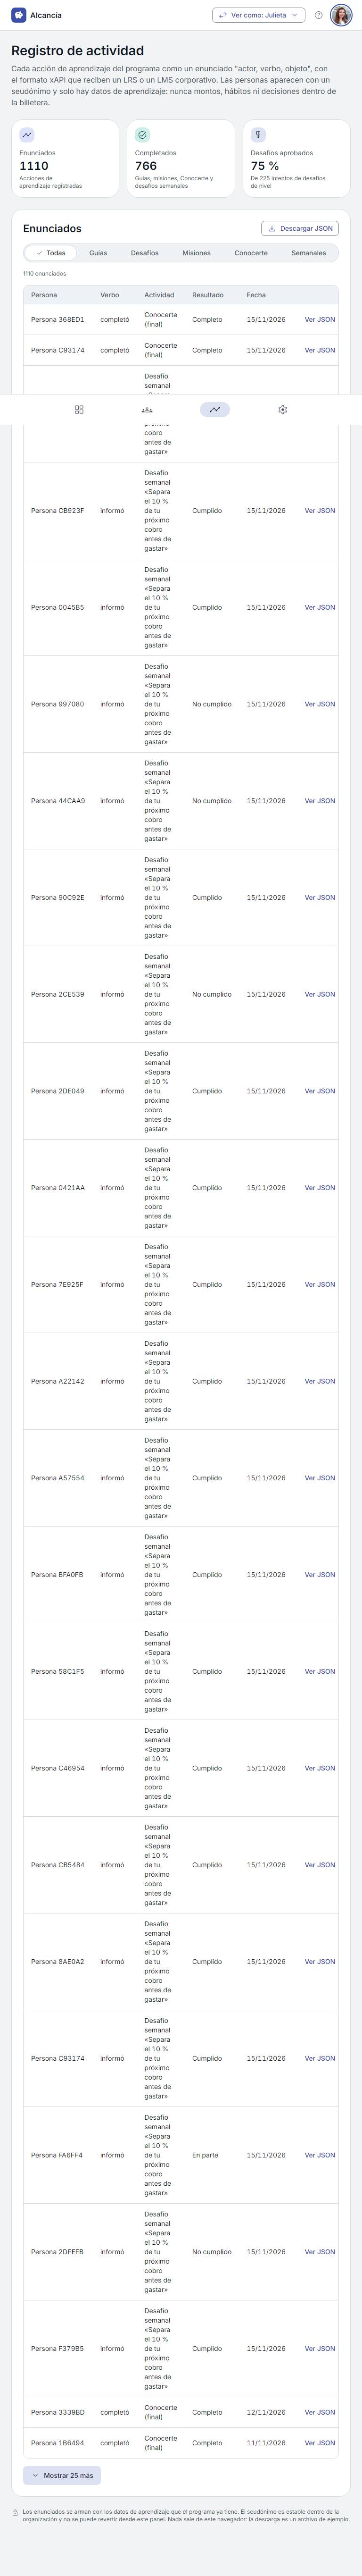 Alcancía
Ver como: Julieta
Registro de actividad
Cada acción de aprendizaje del programa como un enunciado "actor, verbo, objeto", con
el formato xAPI que reciben un LRS o un LMS corporativo. Las personas aparecen con un
seudónimo y solo hay datos de aprendizaje: nunca montos, hábitos ni decisiones dentro de
la billetera.
Enunciados
1110
Acciones de
aprendizaje registradas
Completados
766
Guías, misiones, Conocerte y
desafíos semanales
Desafíos aprobados
75 %
De 225 intentos de desafíos
de nivel
Enunciados
Descargar JSON
Todas Guías Desafíos Misiones Conocerte Semanales
1110 enunciados
Persona Verbo Actividad Resultado Fecha
Persona 368ED1 completó Conocerte (final) Completo 15/11/2026 Ver JSON
Persona C93174 completó Conocerte (final) Completo 15/11/2026 Ver JSON
Desafío
semanal
próximo
cobro
antes de
gastar»
Persona CB923F informó Desafío semanal «Separa el 10 % de tu próximo cobro antes de gastar» Cumplido 15/11/2026 Ver JSON
Persona 0045B5 informó Desafío semanal «Separa el 10 % de tu próximo cobro antes de gastar» Cumplido 15/11/2026 Ver JSON
Persona 997080 informó Desafío semanal «Separa el 10 % de tu próximo cobro antes de gastar» No cumplido 15/11/2026 Ver JSON
Persona 44CAA9 informó Desafío semanal «Separa el 10 % de tu próximo cobro antes de gastar» No cumplido 15/11/2026 Ver JSON
Persona 90C92E informó Desafío semanal «Separa el 10 % de tu próximo cobro antes de gastar» Cumplido 15/11/2026 Ver JSON
Persona 2CE539 informó Desafío semanal «Separa el 10 % de tu próximo cobro antes de gastar» No cumplido 15/11/2026 Ver JSON
Persona 2DE049 informó Desafío semanal «Separa el 10 % de tu próximo cobro antes de gastar» Cumplido 15/11/2026 Ver JSON
Persona 0421AA informó Desafío semanal «Separa el 10 % de tu próximo cobro antes de gastar» Cumplido 15/11/2026 Ver JSON
Persona 7E925F informó Desafío semanal «Separa el 10 % de tu próximo cobro antes de gastar» Cumplido 15/11/2026 Ver JSON
Persona A22142 informó Desafío semanal «Separa el 10 % de tu próximo cobro antes de gastar» Cumplido 15/11/2026 Ver JSON
Persona A57554 informó Desafío semanal «Separa el 10 % de tu próximo cobro antes de gastar» Cumplido 15/11/2026 Ver JSON
Persona BFA0FB informó Desafío semanal «Separa el 10 % de tu próximo cobro antes de gastar» Cumplido 15/11/2026 Ver JSON
Persona 58C1F5 informó Desafío semanal «Separa el 10 % de tu próximo cobro antes de gastar» Cumplido 15/11/2026 Ver JSON
Persona C46954 informó Desafío semanal «Separa el 10 % de tu próximo cobro antes de gastar» Cumplido 15/11/2026 Ver JSON
Persona CB5484 informó Desafío semanal «Separa el 10 % de tu próximo cobro antes de gastar» Cumplido 15/11/2026 Ver JSON
Persona 8AE0A2 informó Desafío semanal «Separa el 10 % de tu próximo cobro antes de gastar» Cumplido 15/11/2026 Ver JSON
Persona C93174 informó Desafío semanal «Separa el 10 % de tu próximo cobro antes de gastar» Cumplido 15/11/2026 Ver JSON
Persona FA6FF4 informó Desafío semanal «Separa el 10 % de tu próximo cobro antes de gastar» En parte 15/11/2026 Ver JSON
Persona 2DFEFB informó Desafío semanal «Separa el 10 % de tu próximo cobro antes de gastar» No cumplido 15/11/2026 Ver JSON
Persona F379B5 informó Desafío semanal «Separa el 10 % de tu próximo cobro antes de gastar» Cumplido 15/11/2026 Ver JSON
Persona 3339BD completó Conocerte (final) Completo 12/11/2026 Ver JSON
Persona 1B6494 completó Conocerte (final) Completo 11/11/2026 Ver JSON
Mostrar 25 más
Los enunciados se arman con los datos de aprendizaje que el programa ya tiene. El seudónimo es estable dentro de la
organización y no se puede revertir desde este panel. Nada sale de este navegador: la descarga es un archivo de ejemplo.